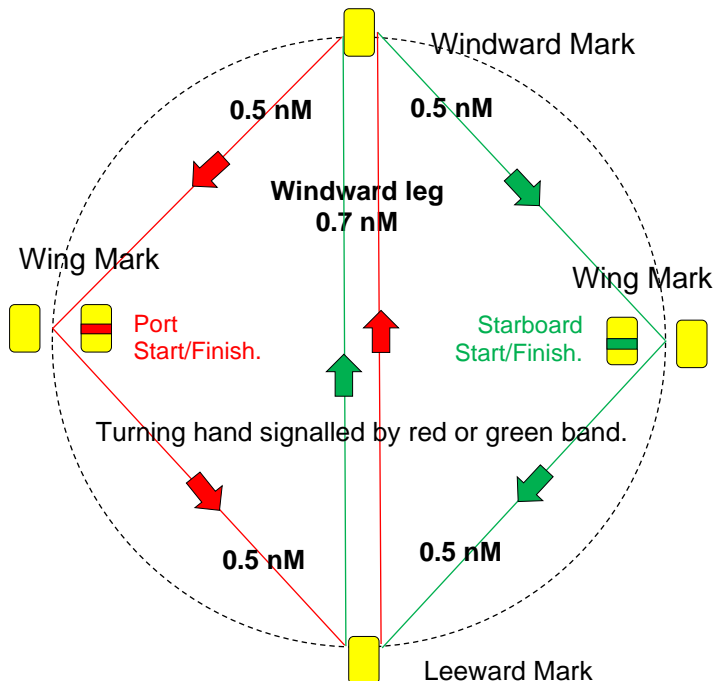 Windward Mark
0.5 nM
0.5 nM
Windward leg
0.7 nM
Wing Mark
Wing Mark
Port
Start/Finish.
Starboard
Start/Finish.
Turning hand signalled by red or green band.
0.5 nM
0.5 nM
Leeward Mark